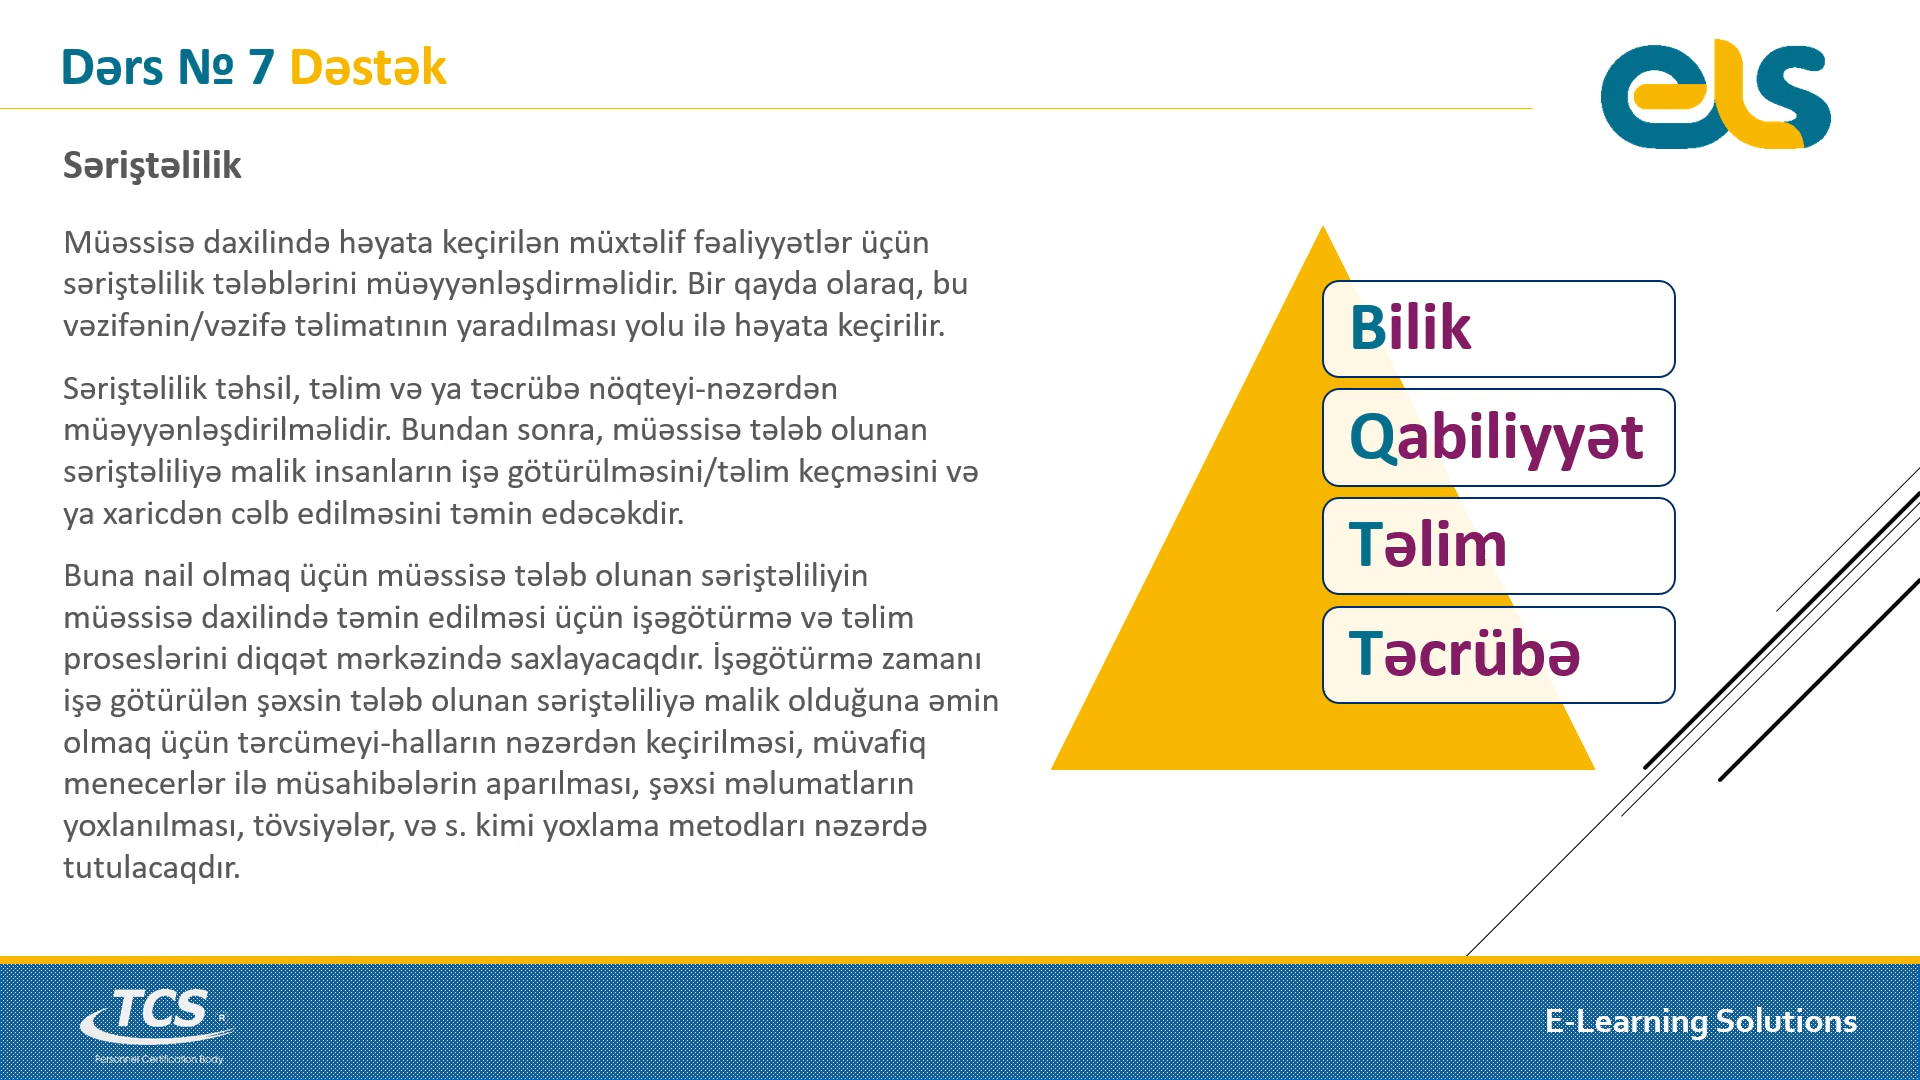 Dərs № 7 Dəstək
els
Səriştəlilik
Müəssisə daxilində həyata keçirilən müxtəlif fəaliyyətlər üçün
səriştəlilik tələblərini müəyyənləşdirməlidir. Bir qayda olaraq, bu
vəzifənin/vəzifə təlimatının yaradılması yolu ilə həyata keçirilir.
Səriştəlilik təhsil, təlim və ya təcrübə nöqteyi-nəzərdən
müəyyənləşdirilməlidir. Bundan sonra, müəssisə tələb olunan
səriştəliliyə malik insanların işə götürülməsini/təlim keçməsini və
ya xaricdən cəlb edilməsini təmin edəcəkdir.
Buna nail olmaq üçün müəssisə tələb olunan səriştəliliyin
müəssisə daxilində təmin edilməsi üçün işəgötürmə və təlim
proseslərini diqqət mərkəzində saxlayacaqdır. İşəgötürmə zamanı
işə götürülən şəxsin tələb olunan səriştəliliyə malik olduğuna əmin
olmaq üçün tərcümeyi-halların nəzərdən keçirilməsi, müvafiq
menecerlər ilə müsahibələrin aparılması, şəxsi məlumatların
yoxlanılması, tövsiyələr, və s. kimi yoxlama metodları nəzərdə
tutulacaqdır.
Bilik
Qabiliyyət
Təlim
Təcrübə
TCS ®
Personnel Certification Body
E-Learning Solutions